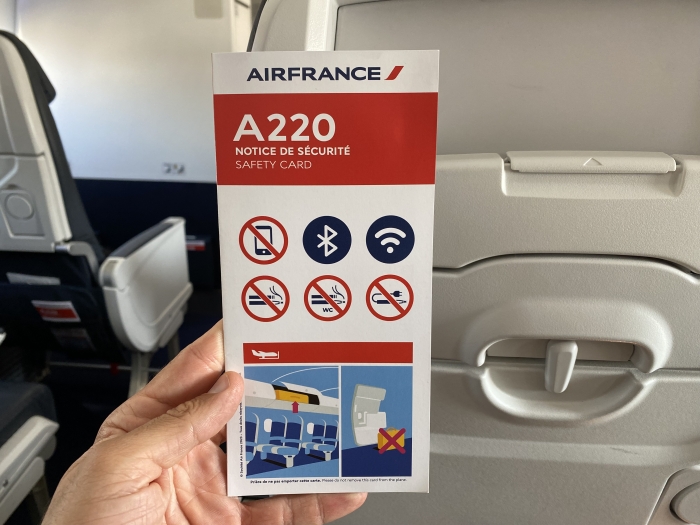 AIRFRANCE
A220
NOTICE DE SÉCURITÉ
SAFETY CARD
WC
Prière de ne pas emporter cette carte. Please do not remove this card from the plane.